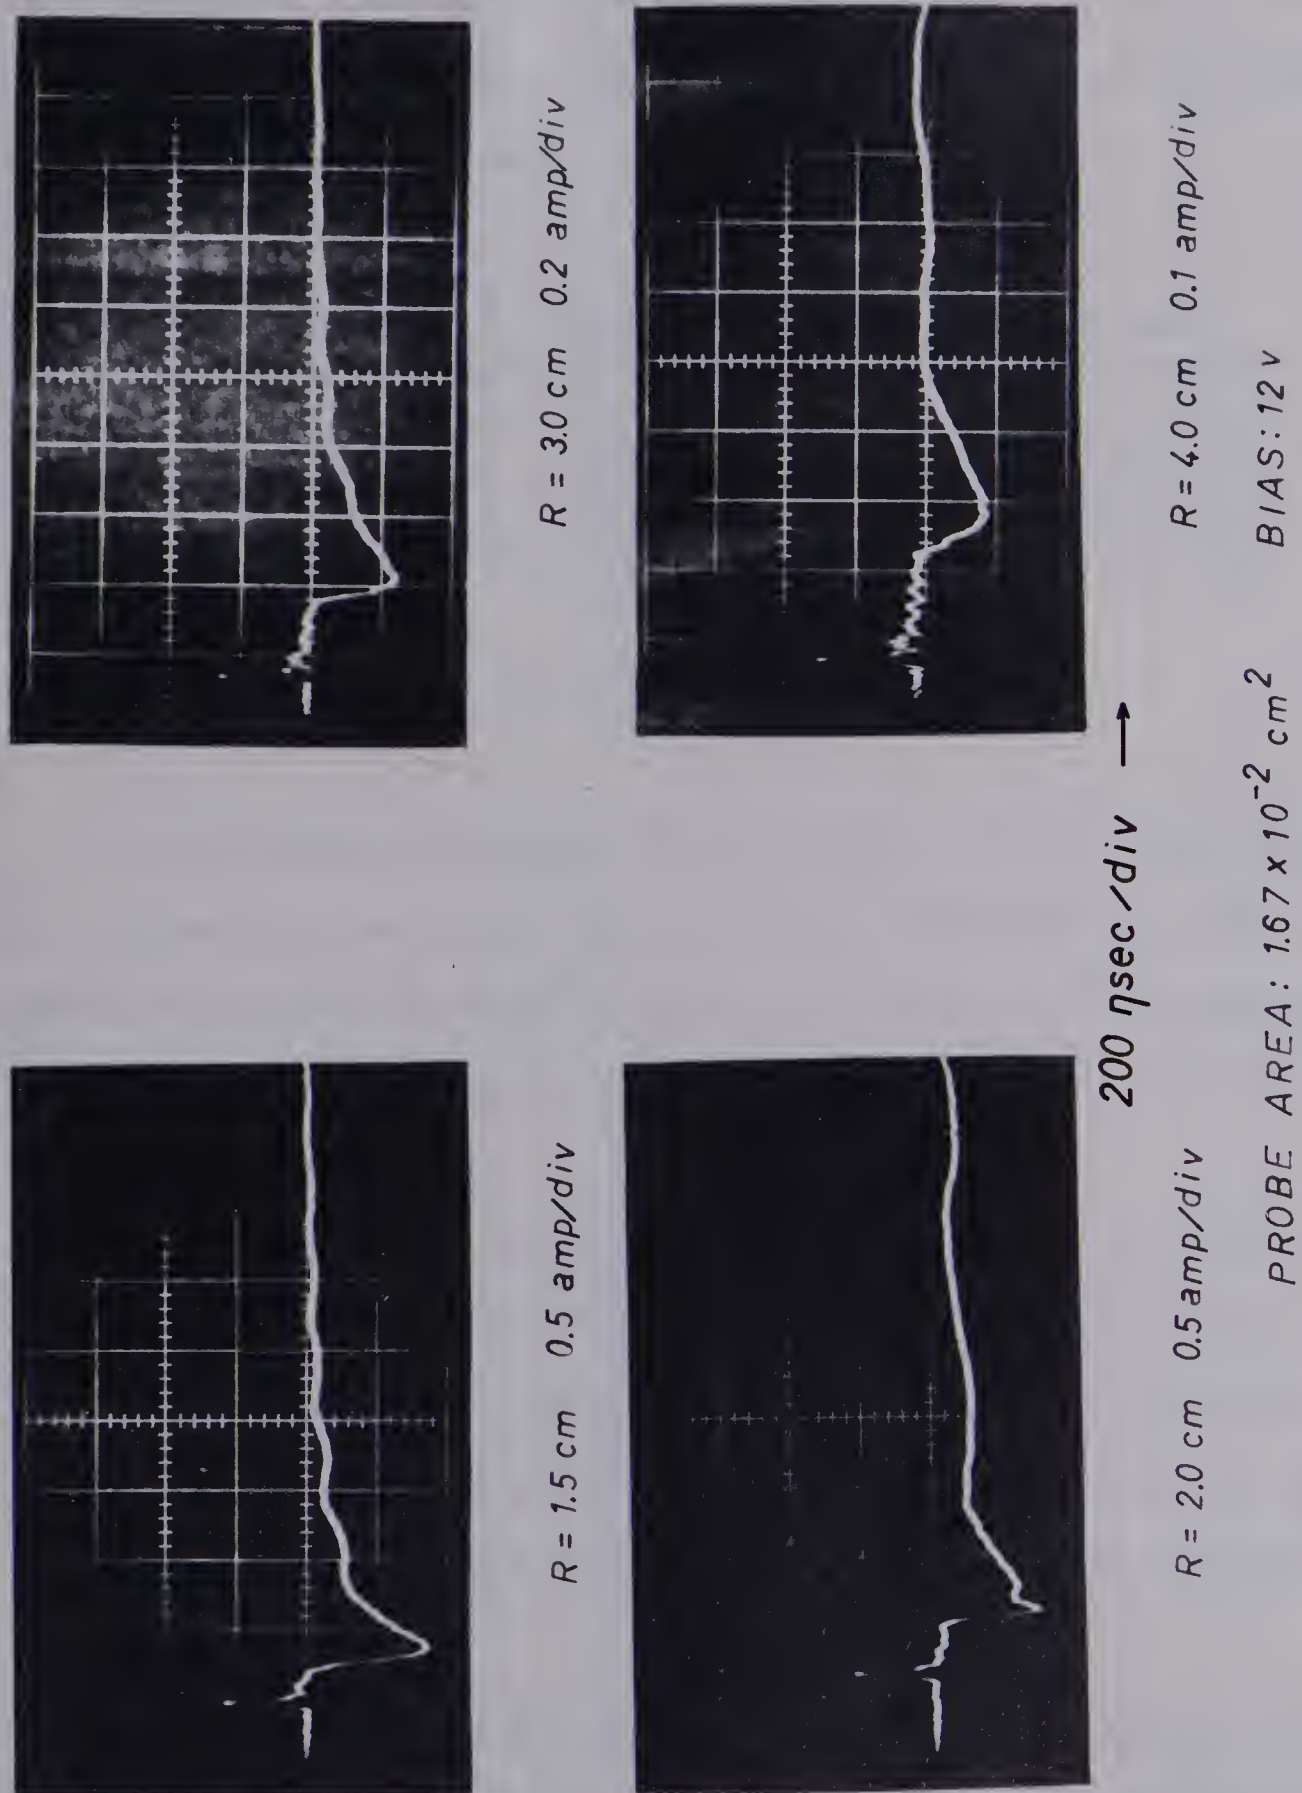 R = 1.5 cm 0.5 amp/div
R = 3.0 cm 0.2 amp/div
200 ηsec/div →
R = 2.0 cm 0.5 amp/div
R = 4.0 cm 0.1 amp/div
PROBE AREA: 1.67 x 10⁻² cm² BIAS: 12 v